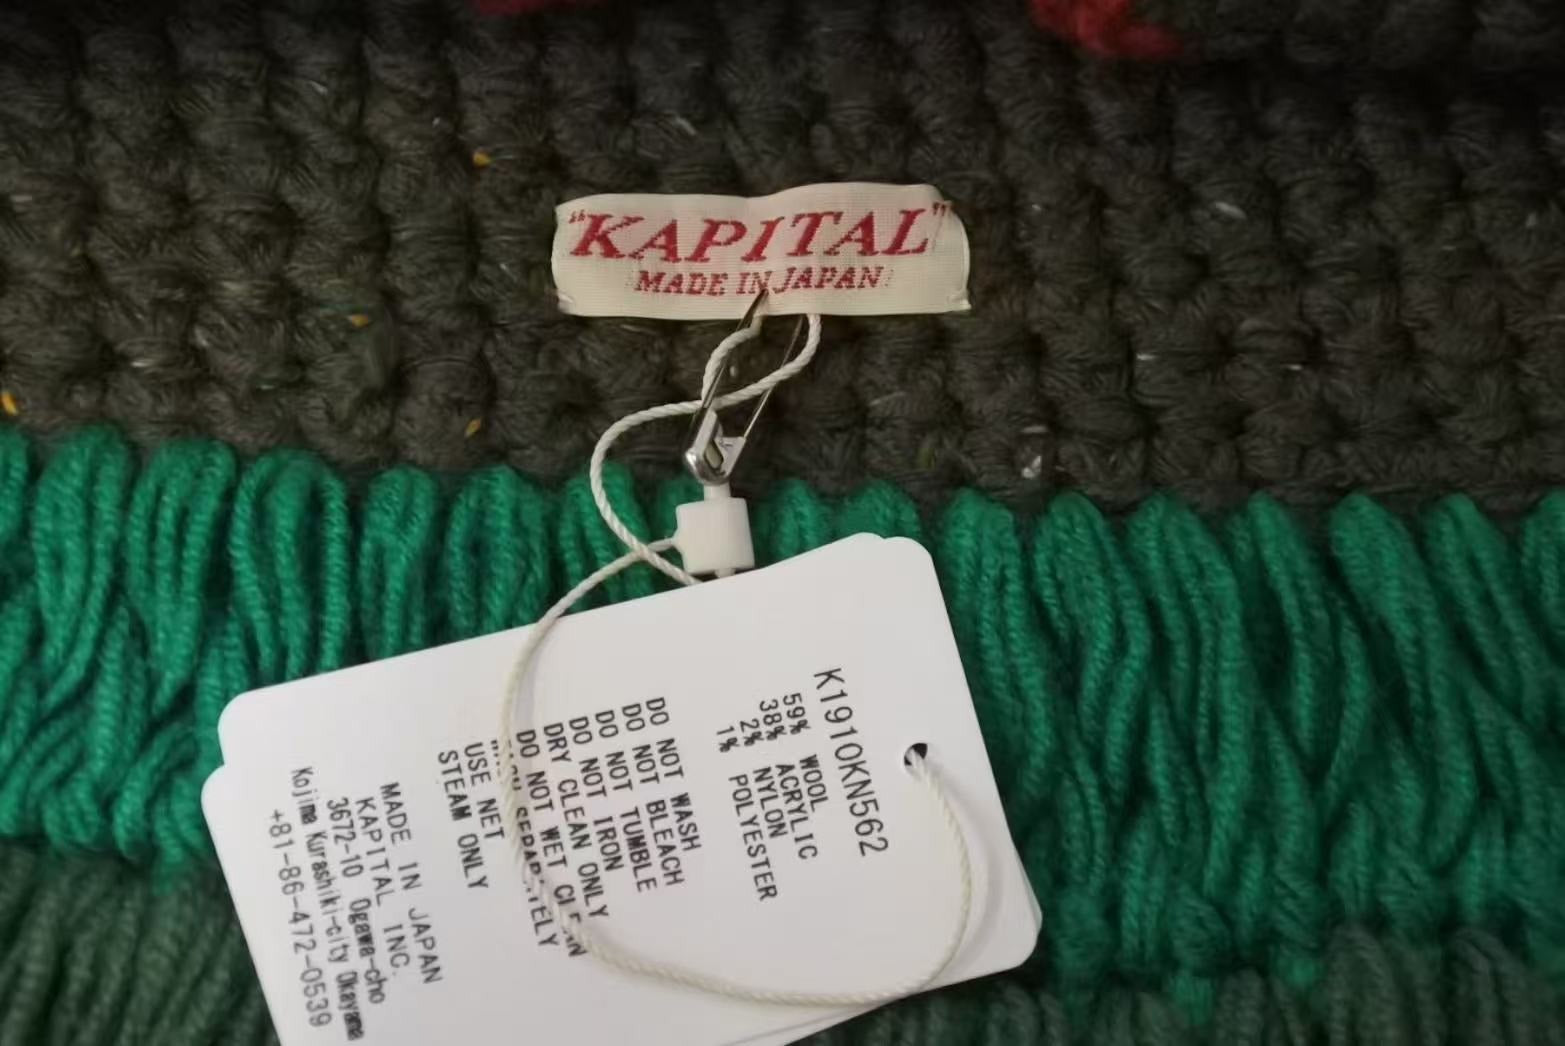 "KAPITAL"
MADE IN JAPAN
K1910KN562
59% WOOL
38% ACRYLIC
2% NYLON
1% POLYESTER
DO NOT WASH
DO NOT BLEACH
DO NOT TUMBLE
DO NOT IRON
DRY CLEAN ONLY
DO NOT WET CLEAN
WASH SEPARATELY
USE NET
STEAM ONLY
MADE IN JAPAN
KAPITAL INC.
3672-10 Ogawa-cho
Kojima Kurashiki-city Okayama
+81-86-472-0539